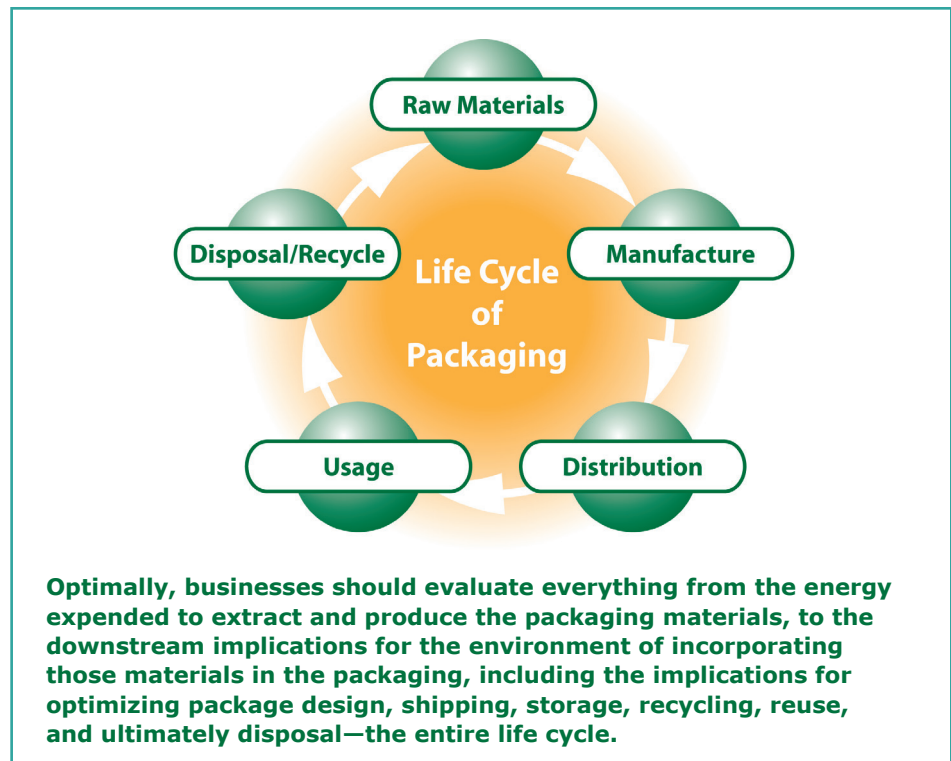 Raw Materials
Disposal/Recycle
Manufacture
Life Cycle
of
Packaging
Usage
Distribution
Optimally, businesses should evaluate everything from the energy
expended to extract and produce the packaging materials, to the
downstream implications for the environment of incorporating
those materials in the packaging, including the implications for
optimizing package design, shipping, storage, recycling, reuse,
and ultimately disposal—the entire life cycle.